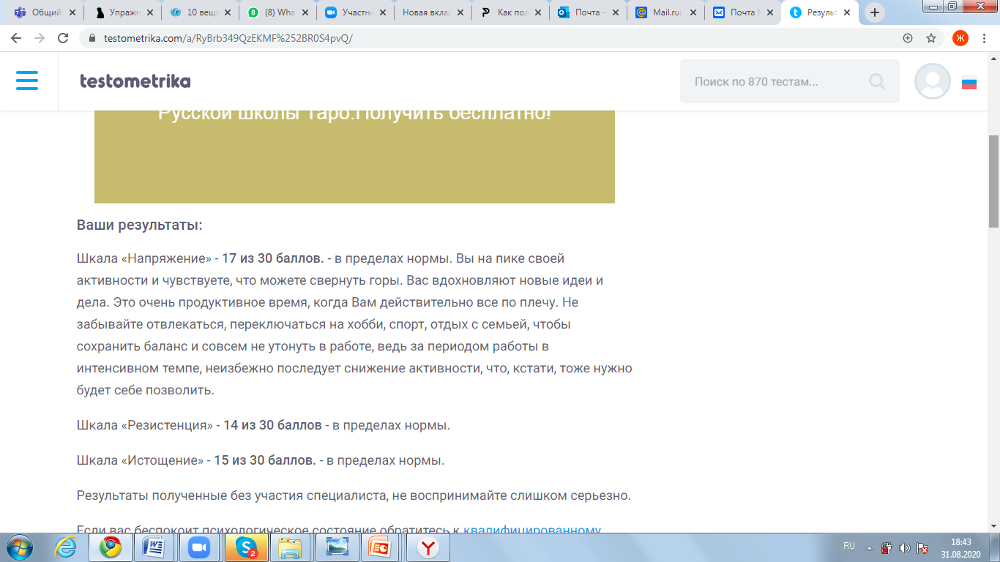 Общий
Упражн
10 веще
(8) Wha
Участни
Новая вклад
Как пол
Почта –
Mail.ru:
Почта
Резуль
testometrika.com/a/RyBrb349QzEKMF%252BR0S4pvQ/
Ж
testometrika
Поиск по 870 тестам...
Русской школы Таро.Получить бесплатно!
Ваши результаты:
Шкала «Напряжение» - 17 из 30 баллов. - в пределах нормы. Вы на пике своей
активности и чувствуете, что можете свернуть горы. Вас вдохновляют новые идеи и
дела. Это очень продуктивное время, когда Вам действительно все по плечу. Не
забывайте отвлекаться, переключаться на хобби, спорт, отдых с семьей, чтобы
сохранить баланс и совсем не утонуть в работе, ведь за периодом работы в
интенсивном темпе, неизбежно последует снижение активности, что, кстати, тоже нужно
будет себе позволить.
Шкала «Резистенция» - 14 из 30 баллов - в пределах нормы.
Шкала «Истощение» - 15 из 30 баллов. - в пределах нормы.
Результаты полученные без участия специалиста, не воспринимайте слишком серьезно.
Если вас беспокоит психологическое состояние обратитесь к квалифицированному
2
RU
18:43
31.08.2020